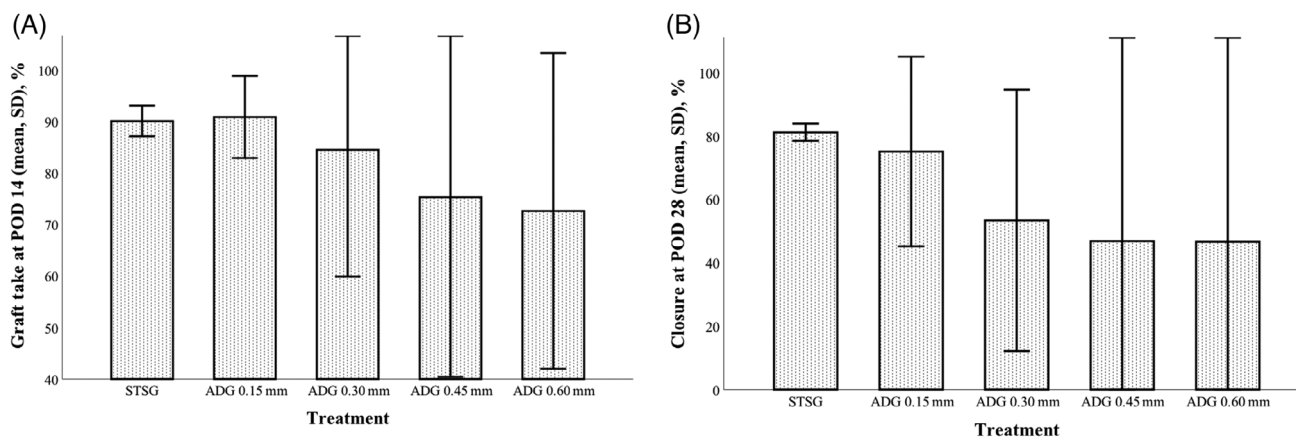 (A)
Graft take at POD 14 (mean, SD), %
100
90
80
70
60
50
40
STSG
ADG 0.15 mm
ADG 0.30 mm
ADG 0.45 mm
ADG 0.60 mm
Treatment
(B)
Closure at POD 28 (mean, SD), %
100
80
60
40
20
0
STSG
ADG 0.15 mm
ADG 0.30 mm
ADG 0.45 mm
ADG 0.60 mm
Treatment